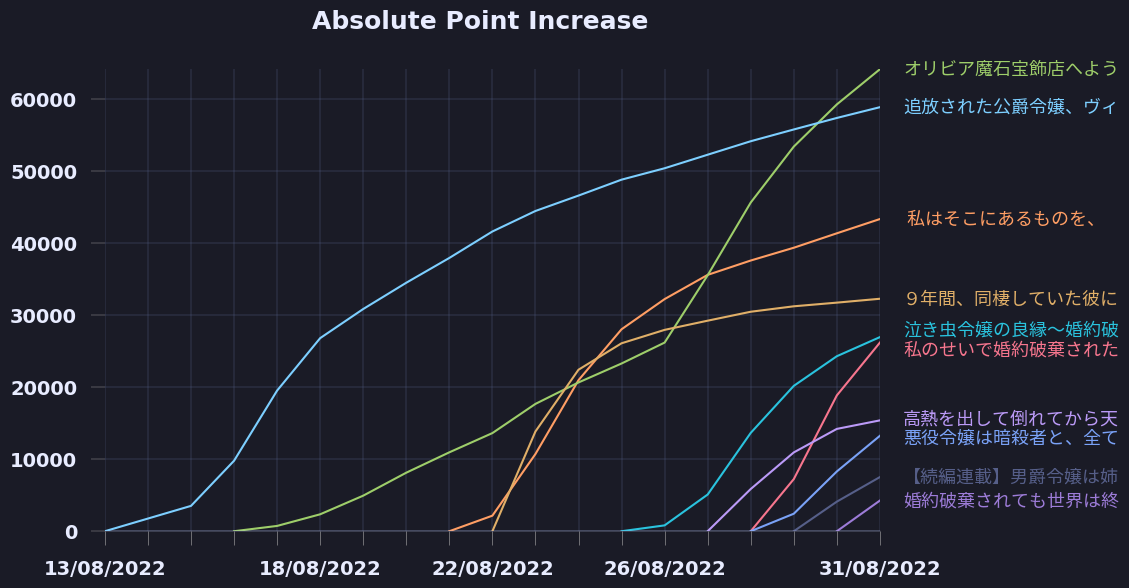 Absolute Point Increase
オリビア魔石宝飾店へよう
60000
追放された公爵令嬢、ヴィ
50000
40000
私はそこにあるものを、
30000
９年間、同棲していた彼に
泣き虫令嬢の良縁～婚約破
私のせいで婚約破棄された
20000
高熱を出して倒れてから天
悪役令嬢は暗殺者と、全て
10000
【続編連載】男爵令嬢は姉
婚約破棄されても世界は終
0
13/08/2022 18/08/2022 22/08/2022 26/08/2022 31/08/2022